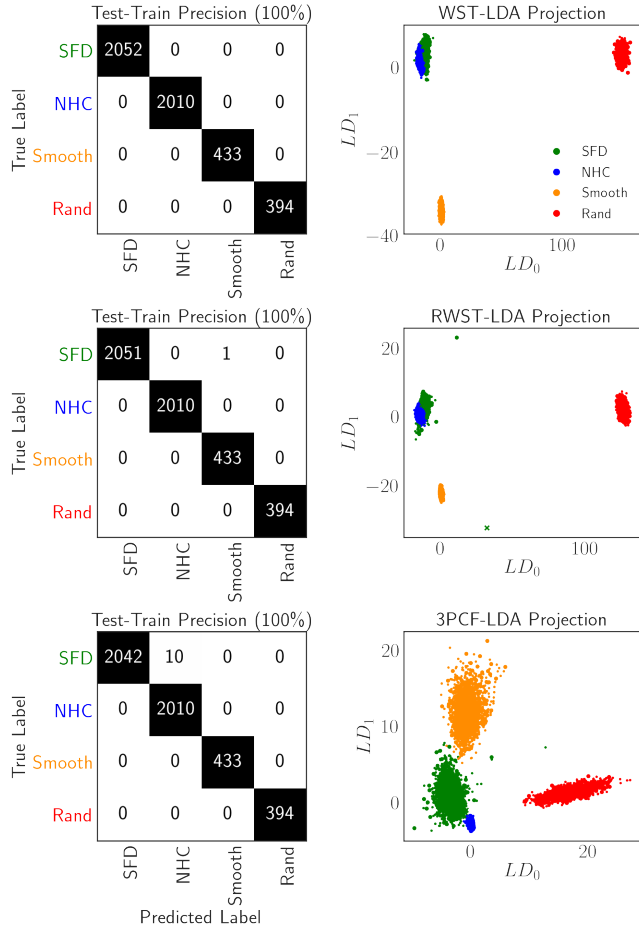 Test-Train Precision (100%)
SFD 2052 0 0 0
NHC 0 2010 0 0
Smooth 0 0 433 0
Rand 0 0 0 394
True Label
SFD NHC Smooth Rand
WST-LDA Projection
0
−20
−40
LD1
0 100
LD0
SFD
NHC
Smooth
Rand
Test-Train Precision (100%)
SFD 2051 0 1 0
NHC 0 2010 0 0
Smooth 0 0 433 0
Rand 0 0 0 394
True Label
SFD NHC Smooth Rand
RWST-LDA Projection
20
0
−20
LD1
0 100
LD0
Test-Train Precision (100%)
SFD 2042 10 0 0
NHC 0 2010 0 0
Smooth 0 0 433 0
Rand 0 0 0 394
True Label
SFD NHC Smooth Rand
Predicted Label
3PCF-LDA Projection
20
10
0
LD1
0 20
LD0